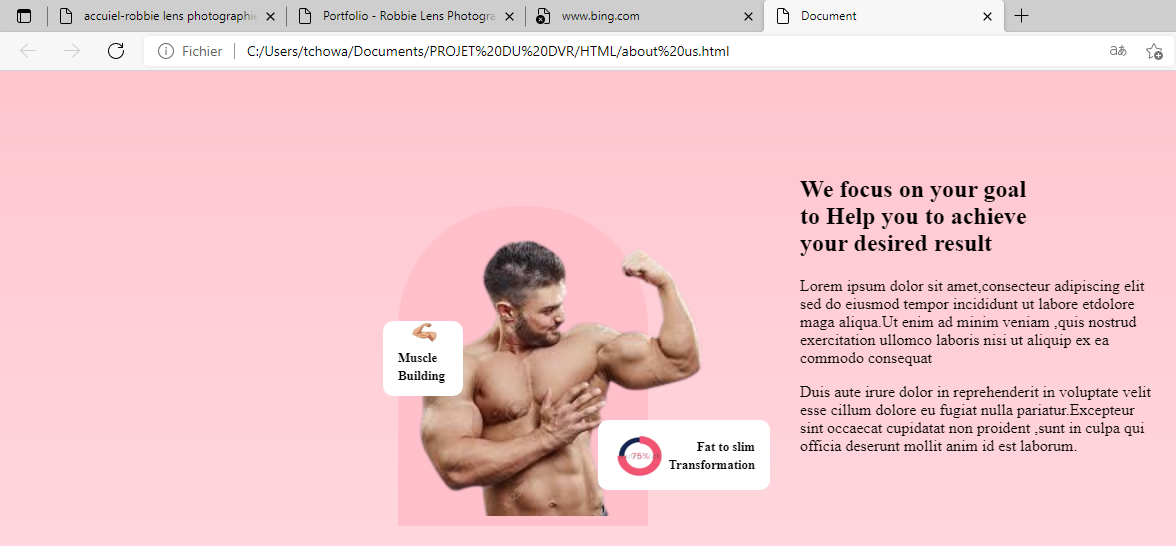 accuiel-robbie lens photographie
Portfolio - Robbie Lens Photogra
www.bing.com
Document
Fichier
C:/Users/tchowa/Documents/PROJET%20DU%20DVR/HTML/about%20us.html
aあ
We focus on your goal
to Help you to achieve
your desired result
Lorem ipsum dolor sit amet,consecteur adipiscing elit
sed do eiusmod tempor incididunt ut labore etdolore
maga aliqua.Ut enim ad minim veniam ,quis nostrud
exercitation ullomco laboris nisi ut aliquip ex ea
commodo consequat
Duis aute irure dolor in reprehenderit in voluptate velit
esse cillum dolore eu fugiat nulla pariatur.Excepteur
sint occaecat cupidatat non proident ,sunt in culpa qui
officia deserunt mollit anim id est laborum.
Muscle
Building
75%
Fat to slim
Transformation